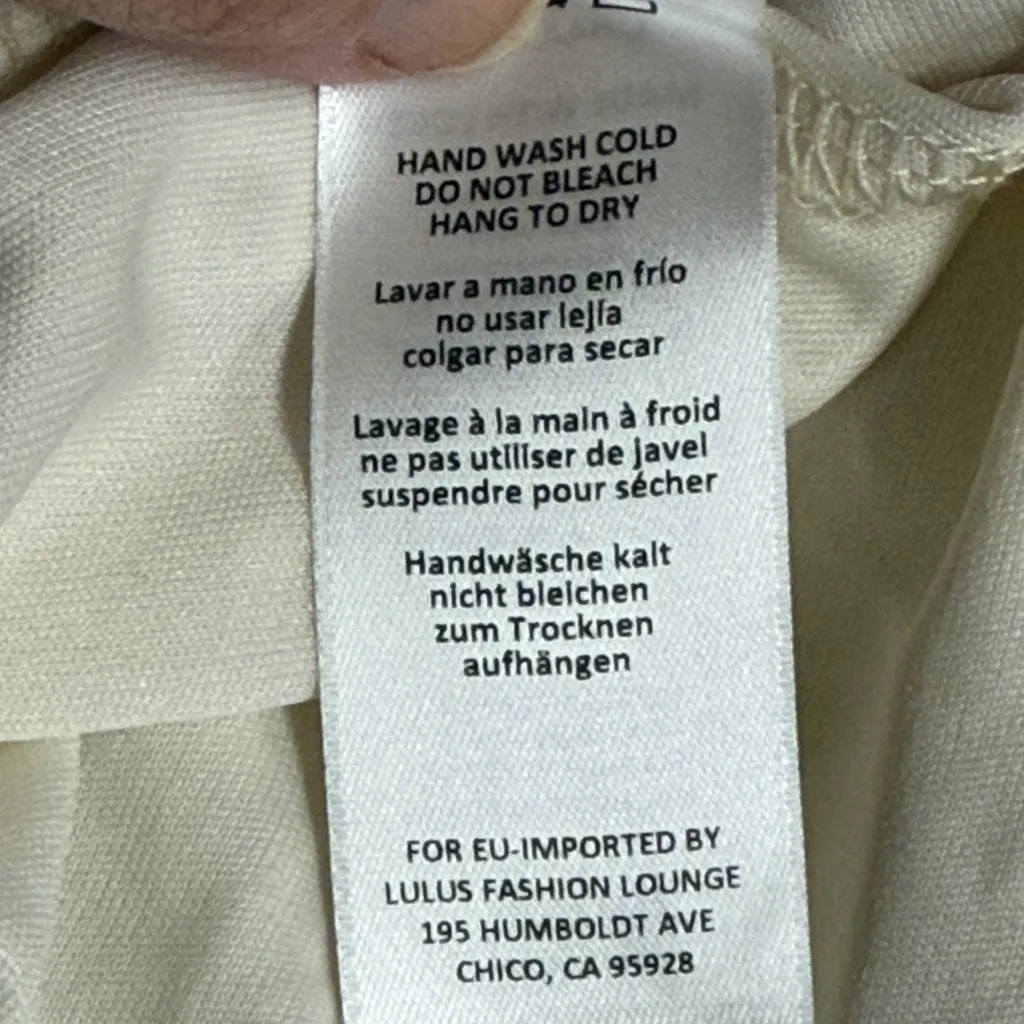 HAND WASH COLD
DO NOT BLEACH
HANG TO DRY
Lavar a mano en frío
no usar lejía
colgar para secar
Lavage à la main à froid
ne pas utiliser de javel
suspendre pour sécher
Handwäsche kalt
nicht bleichen
zum Trocknen
aufhängen
FOR EU-IMPORTED BY
LULUS FASHION LOUNGE
195 HUMBOLDT AVE
CHICO, CA 95928